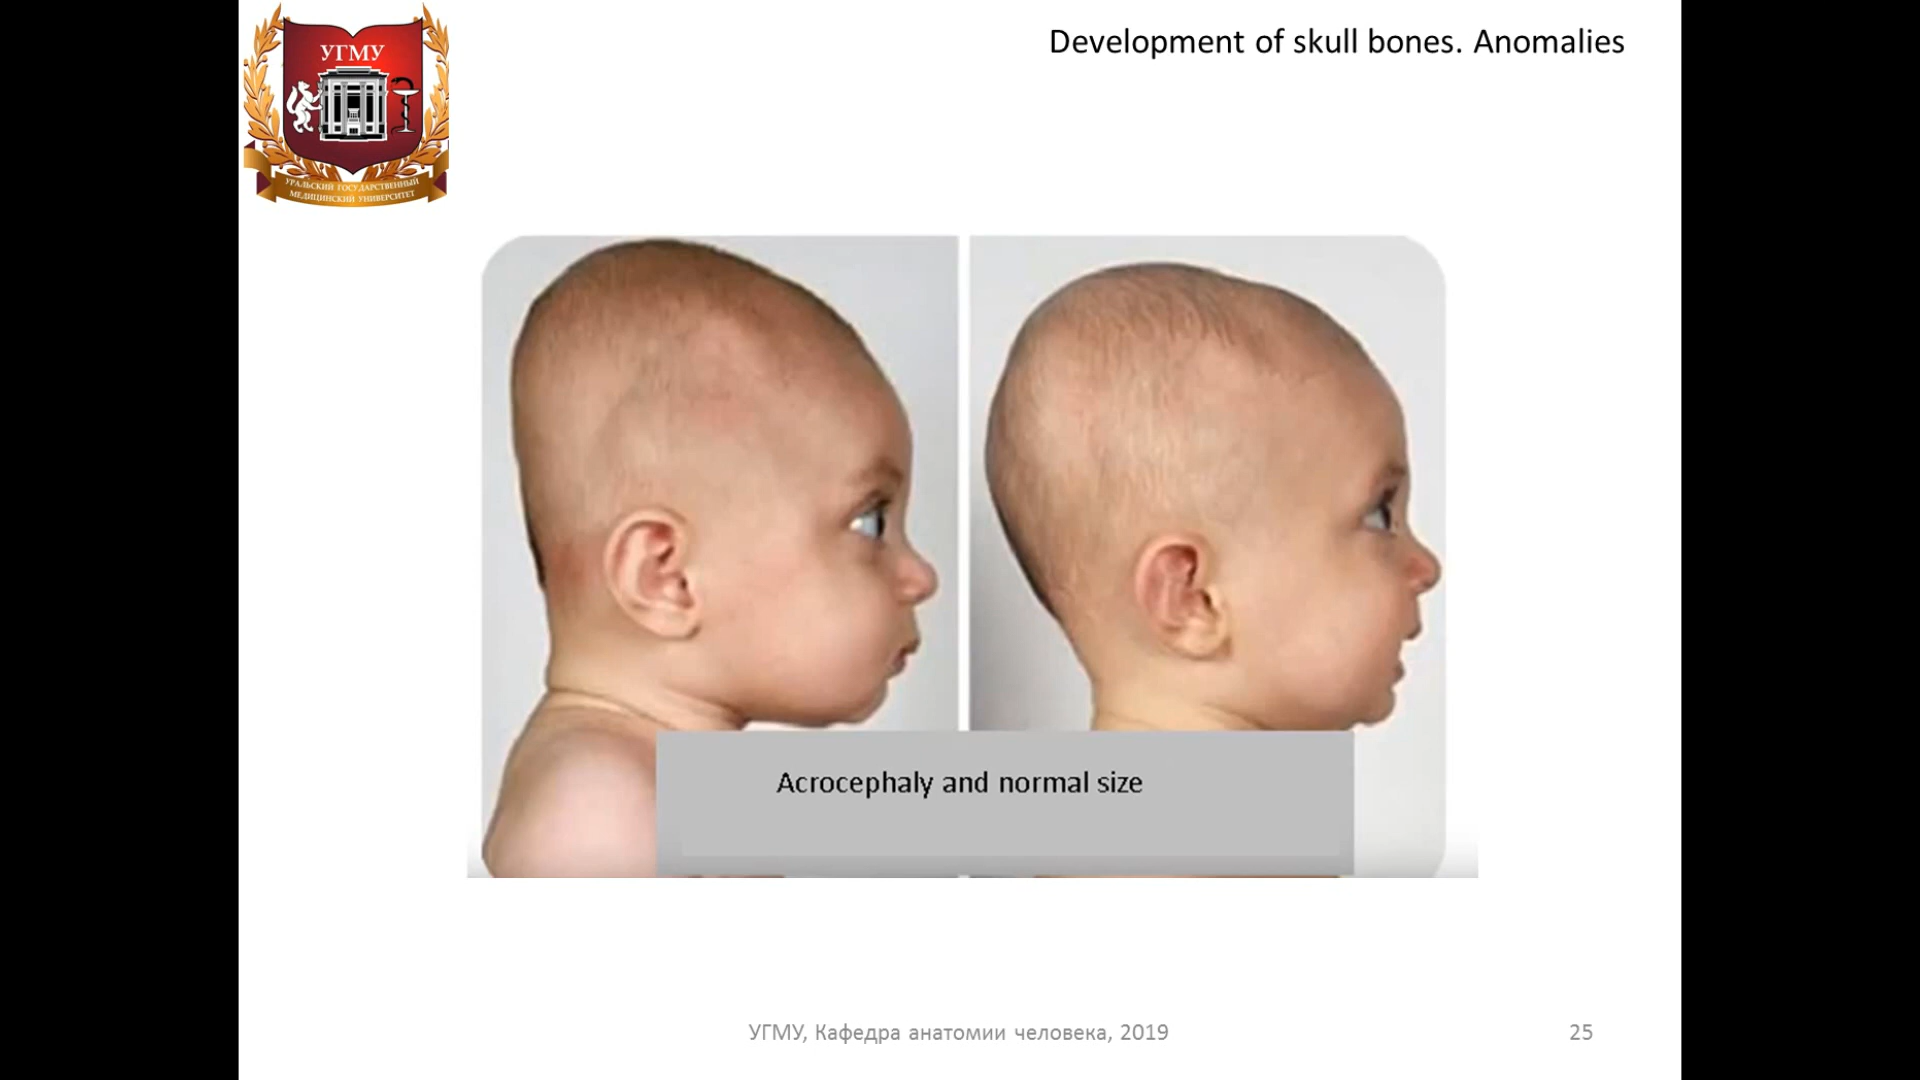 УГМУ
УРАЛЬСКИЙ ГОСУДАРСТВЕННЫЙ
МЕДИЦИНСКИЙ УНИВЕРСИТЕТ
Development of skull bones. Anomalies
Acrocephaly and normal size
УГМУ, Кафедра анатомии человека, 2019
25